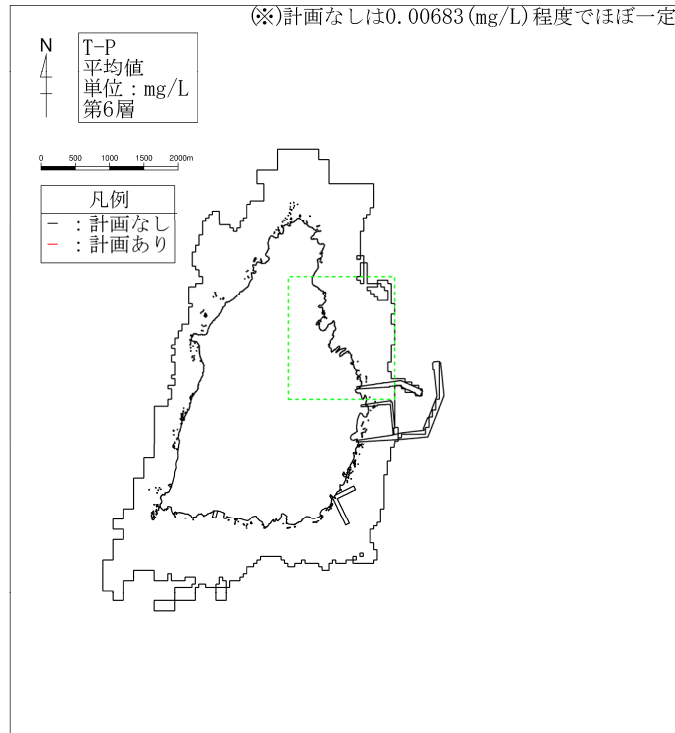 (※)計画なしは0.00683(mg/L)程度でほぼ一定
N
T-P
平均値
単位：mg/L
第6層
0 500 1000 1500 2000m
凡例
－ ：計画なし
－ ：計画あり